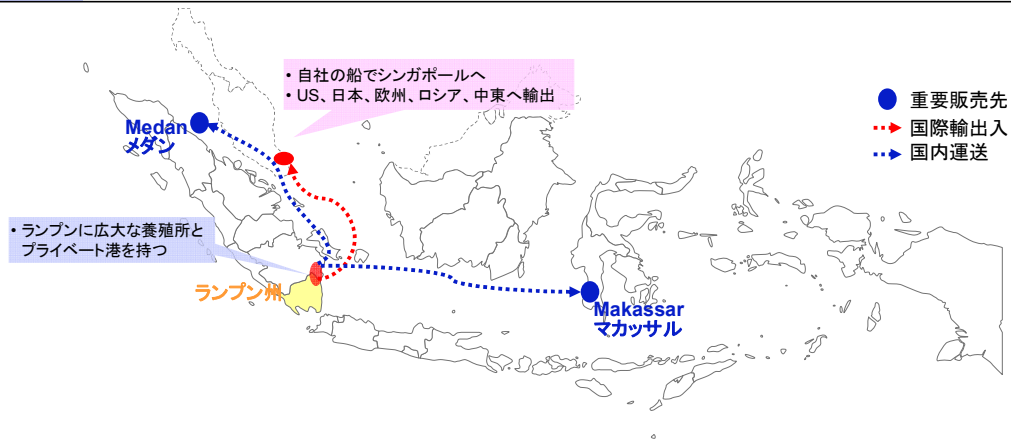 ・自社の船でシンガポールへ
・US、日本、欧州、ロシア、中東へ輸出
重要販売先
国際輸出入
国内運送
Medan
メダン
・ランプンに広大な養殖所と
プライベート港を持つ
ランプン州
Makassar
マカッサル